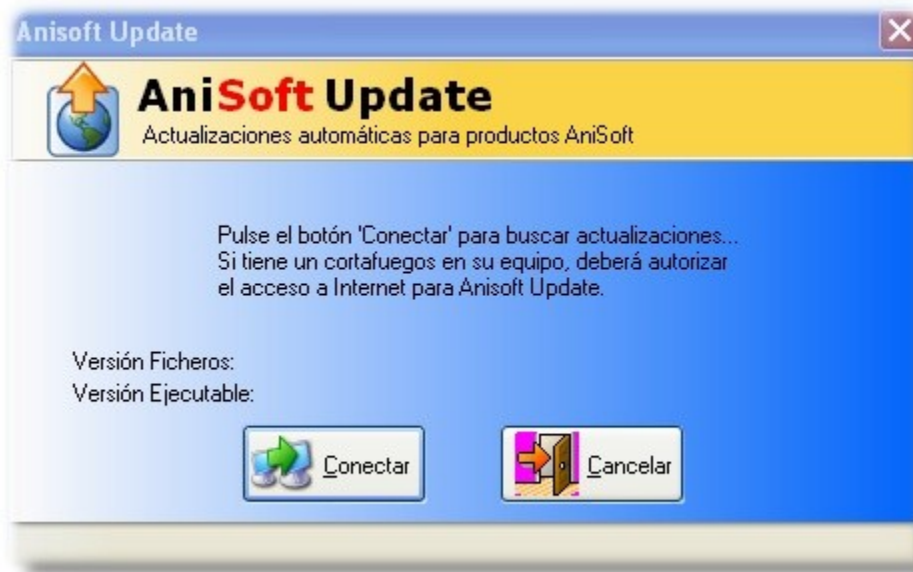 Anisoft Update
AniSoft Update
Actualizaciones automáticas para productos AniSoft
Pulse el botón 'Conectar' para buscar actualizaciones...
Si tiene un cortafuegos en su equipo, deberá autorizar
el acceso a Internet para Anisoft Update.
Versión Ficheros:
Versión Ejecutable:
Conectar
Cancelar